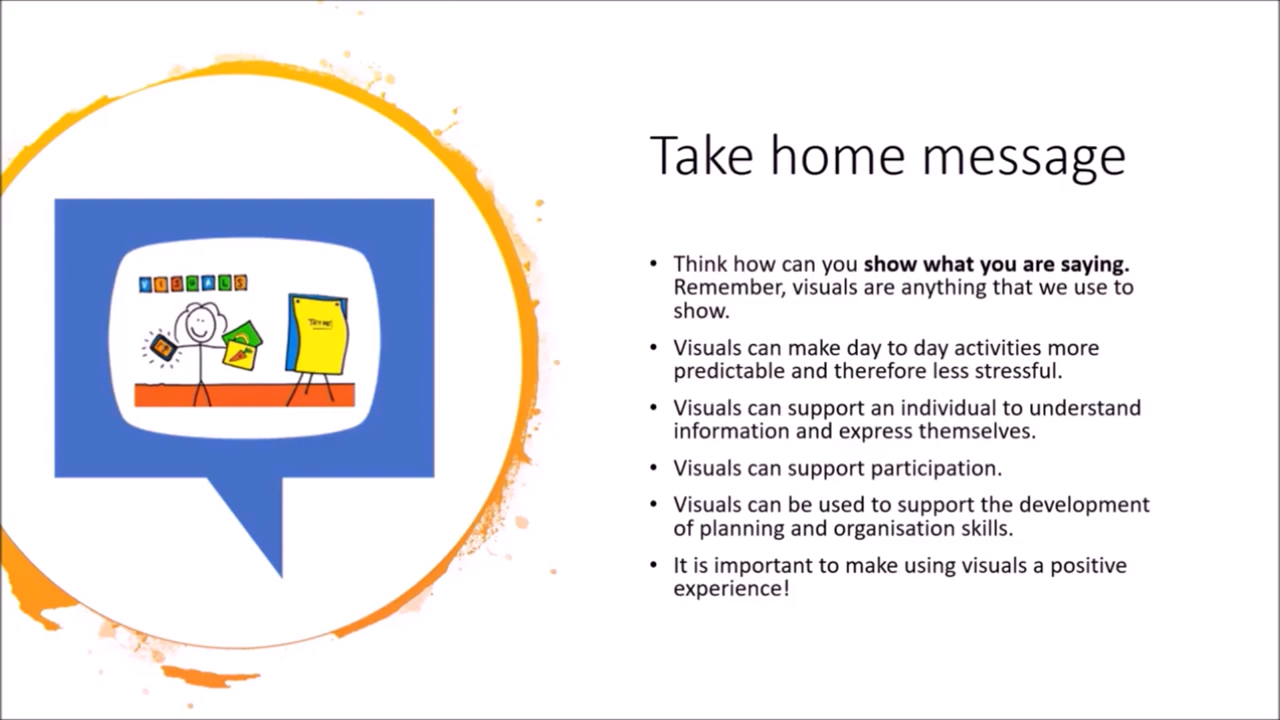 Take home message
VISUALS
• Think how can you show what you are saying.
Remember, visuals are anything that we use to
show.
• Visuals can make day to day activities more
predictable and therefore less stressful.
• Visuals can support an individual to understand
information and express themselves.
• Visuals can support participation.
• Visuals can be used to support the development
of planning and organisation skills.
• It is important to make using visuals a positive
experience!